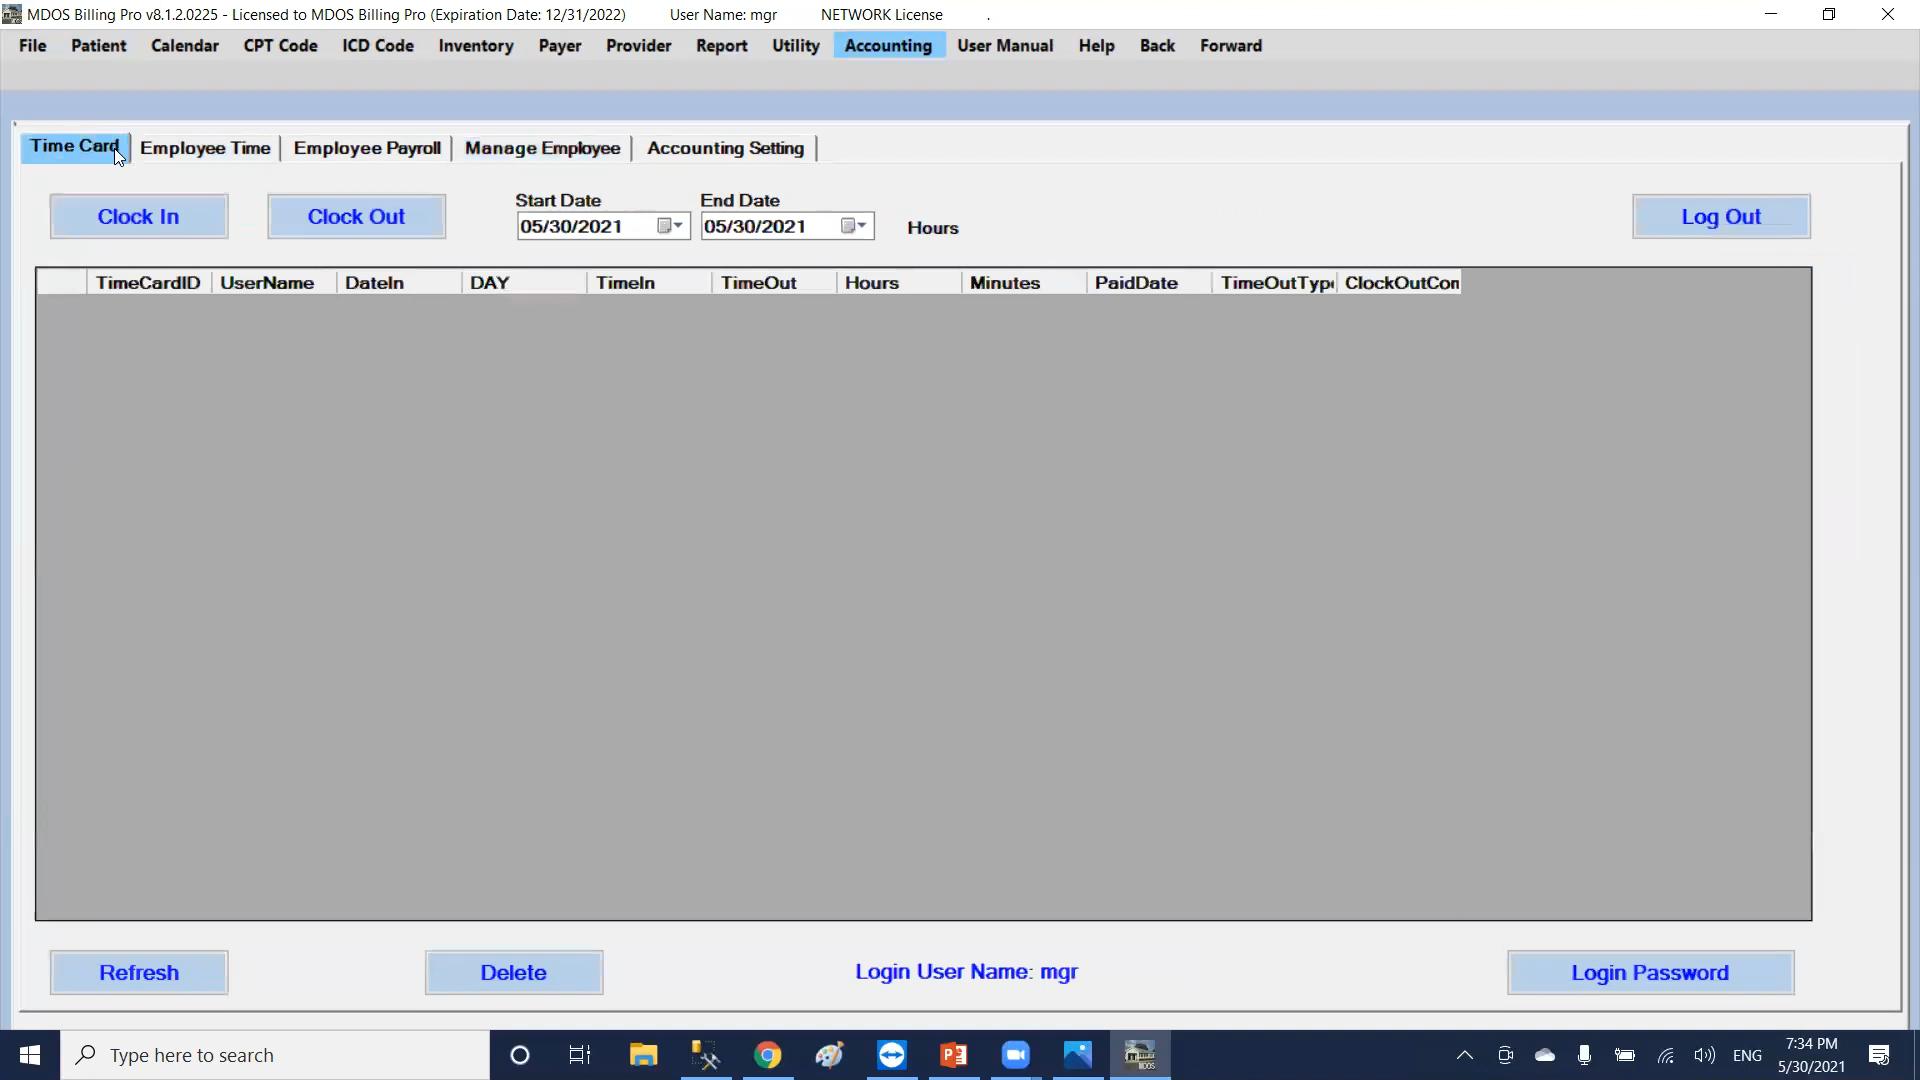 MDOS Billing Pro v8.1.2.0225 - Licensed to MDOS Billing Pro (Expiration Date: 12/31/2022) User Name: mgr NETWORK License .
File Patient Calendar CPT Code ICD Code Inventory Payer Provider Report Utility Accounting User Manual Help Back Forward
Time Card Employee Time Employee Payroll Manage Employee Accounting Setting
Start Date End Date
Clock In Clock Out 05/30/2021 05/30/2021 Hours Log Out
TimeCardID UserName DateIn DAY TimeIn TimeOut Hours Minutes PaidDate TimeOutType ClockOutCom
Refresh Delete Login User Name: mgr Login Password
Type here to search
ENG
7:34 PM
5/30/2021
MDOS